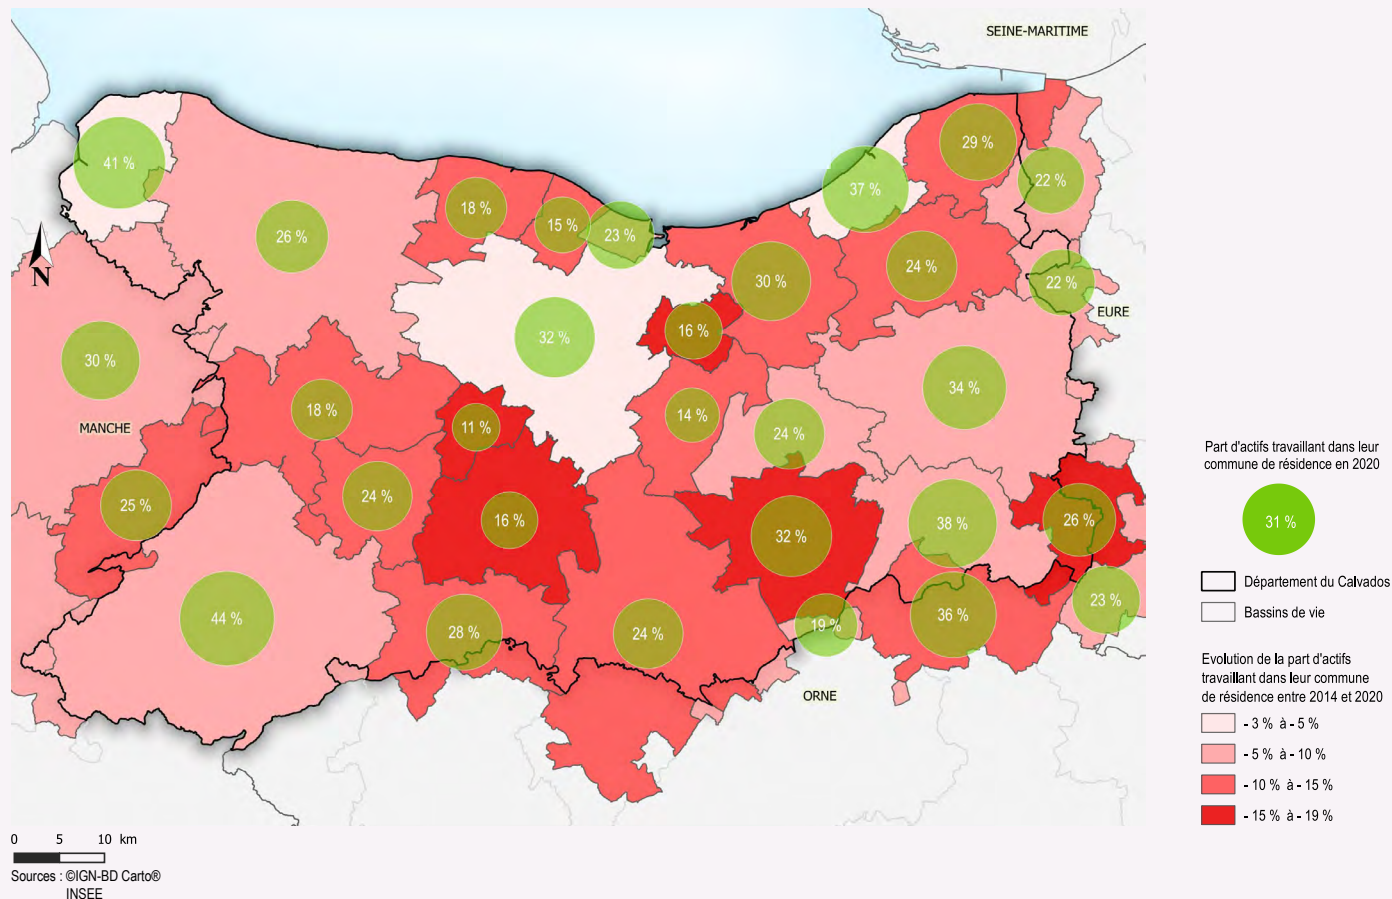 SEINE-MARITIME
41 %
29 %
22 %
37 %
18 %
15 %
23 %
26 %
24 %
30 %
22 %
EURE
16 %
32 %
30 %
34 %
18 %
14 %
11 %
24 %
MANCHE
25 %
24 %
16 %
32 %
38 %
26 %
44 %
28 %
24 %
19 %
36 %
23 %
ORNE
N
Part d'actifs travaillant dans leur
commune de résidence en 2020
31 %
Département du Calvados
Bassins de vie
Evolution de la part d'actifs
travaillant dans leur commune
de résidence entre 2014 et 2020
- 3 % à - 5 %
- 5 % à - 10 %
- 10 % à - 15 %
- 15 % à - 19 %
0 5 10 km
Sources : ©IGN-BD Carto®
INSEE